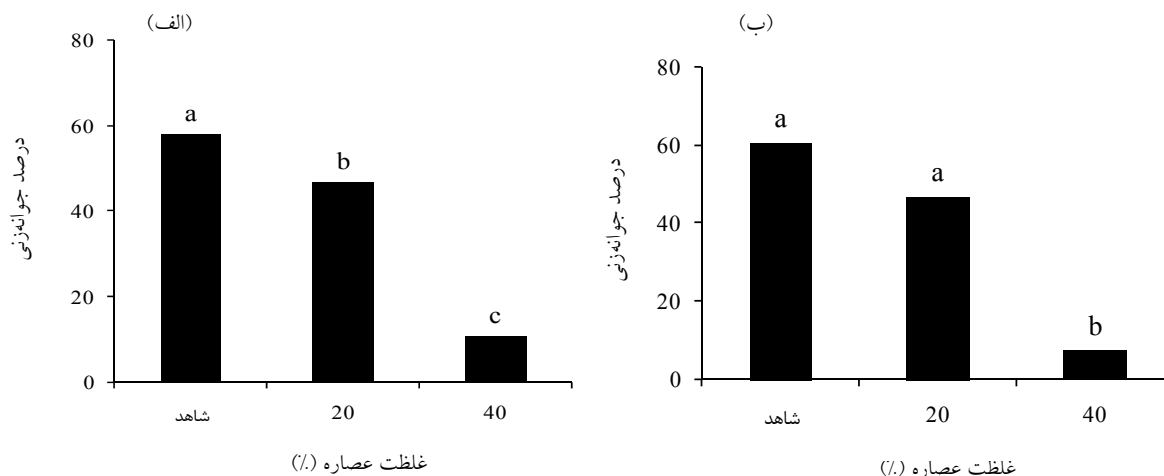 (الف)
80
60
40
20
0
a
b
c
شاهد
20
40
درصد جوانه‌زنی
غلظت عصاره (٪)
(ب)
80
60
40
20
0
a
a
b
شاهد
20
40
درصد جوانه‌زنی
غلظت عصاره (٪)